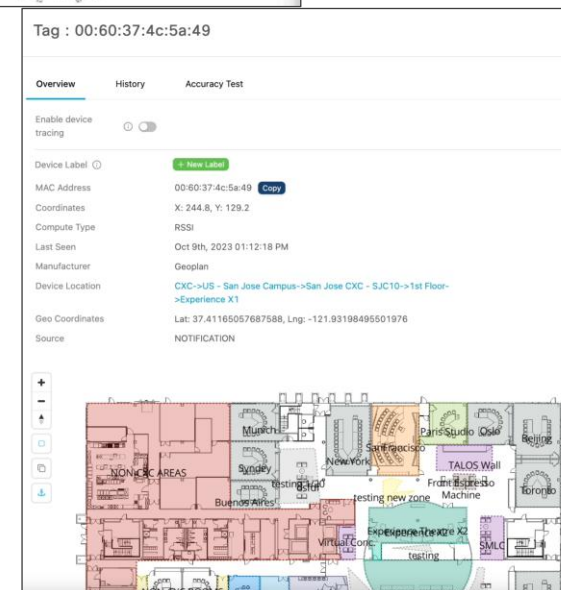 Tag : 00:60:37:4c:5a:49
Overview History Accuracy Test
Enable device
tracing
Device Label + New Label
MAC Address 00:60:37:4c:5a:49 Copy
Coordinates X: 244.8, Y: 129.2
Compute Type RSSI
Last Seen Oct 9th, 2023 01:12:18 PM
Manufacturer Geoplan
Device Location CXC->US - San Jose Campus->San Jose CXC - SJC10->1st Floor-
->Experience X1
Geo Coordinates Lat: 37.41165057687588, Lng: -121.93198495501976
Source NOTIFICATION
Munich
San Francisco
Paris Studio
Oslo
Beijing
NON CXC AREAS
Syndey
New York
TALOS Wall
Buenos Aires
Machine
Toronto
testing new zone
Virtual Conc.
Theatre X2
SMLC
testing